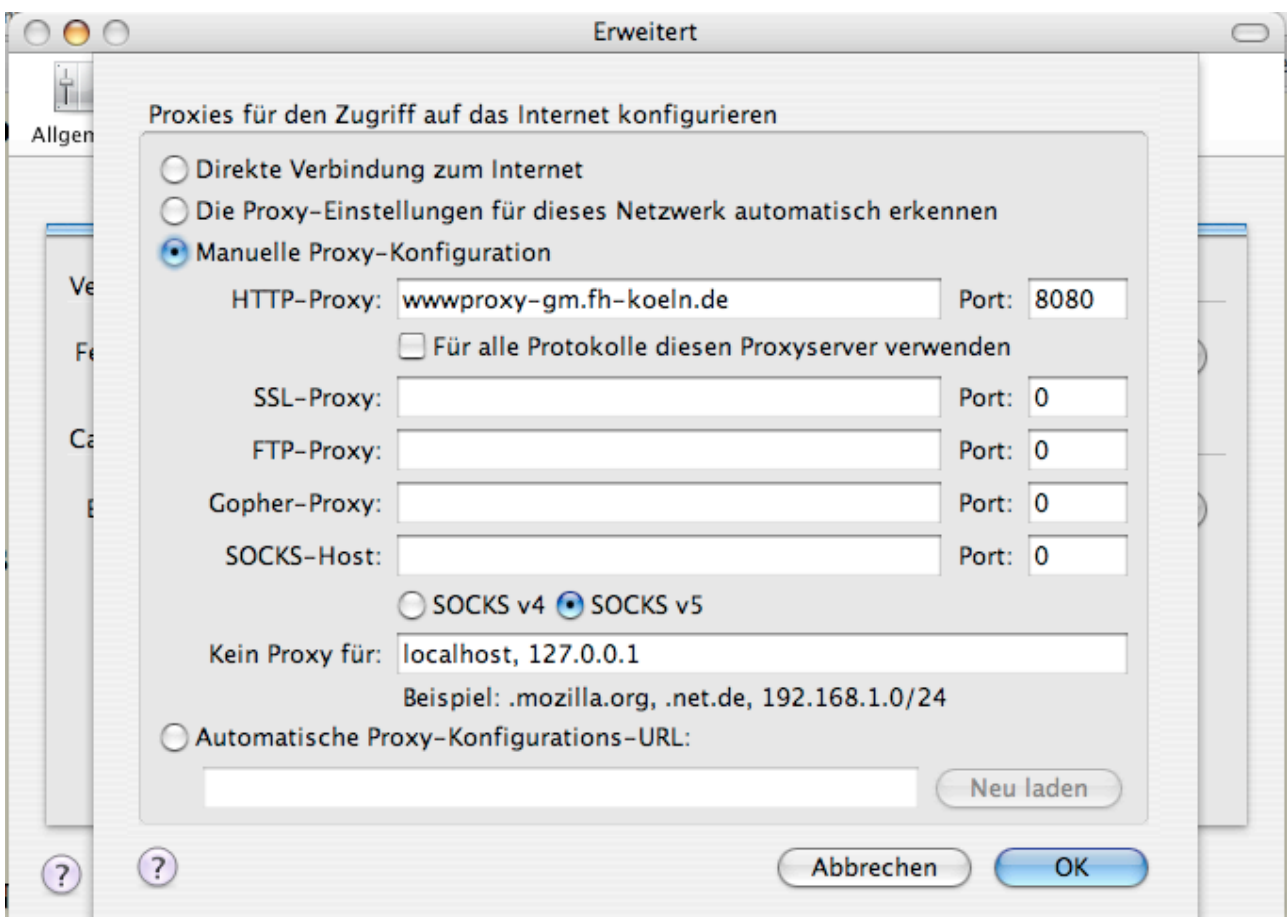 Erweitert
Allgem
Proxies für den Zugriff auf das Internet konfigurieren
Direkte Verbindung zum Internet
Die Proxy-Einstellungen für dieses Netzwerk automatisch erkennen
Manuelle Proxy-Konfiguration
Ve
HTTP-Proxy: wwwproxy-gm.fh-koeln.de Port: 8080
Fe
Für alle Protokolle diesen Proxyserver verwenden
SSL-Proxy: Port: 0
Ca
FTP-Proxy: Port: 0
Gopher-Proxy: Port: 0
SOCKS-Host: Port: 0
SOCKS v4 SOCKS v5
Kein Proxy für: localhost, 127.0.0.1
Beispiel: .mozilla.org, .net.de, 192.168.1.0/24
Automatische Proxy-Konfigurations-URL:
Neu laden
? ? Abbrechen OK